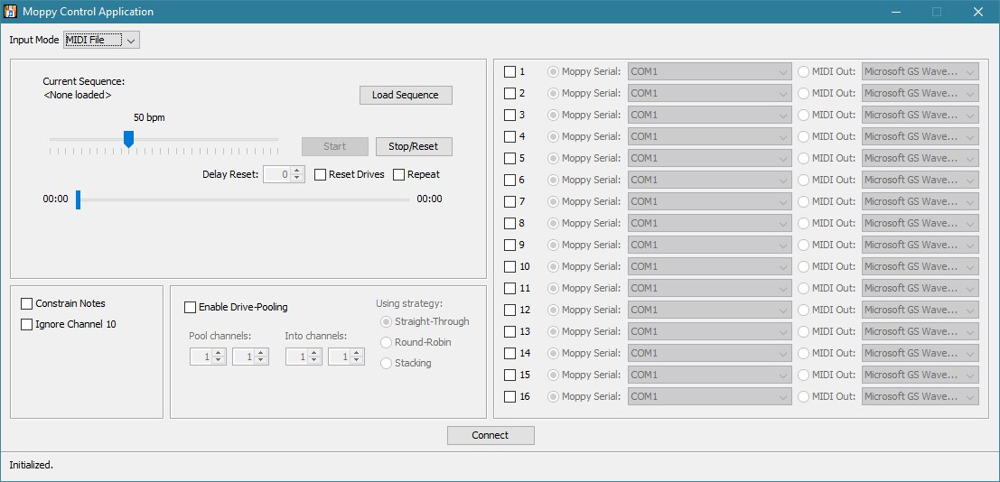 Moppy Control Application
Input Mode MIDI File
Current Sequence:
<None loaded>
Load Sequence
50 bpm
Start Stop/Reset
Delay Reset: 0 Reset Drives Repeat
00:00 00:00
Constrain Notes
Ignore Channel 10
Enable Drive-Pooling
Pool channels: Into channels:
1 1 1 1
Using strategy:
Straight-Through
Round-Robin
Stacking
1 Moppy Serial: COM1 MIDI Out: Microsoft GS Wave...
2 Moppy Serial: COM1 MIDI Out: Microsoft GS Wave...
3 Moppy Serial: COM1 MIDI Out: Microsoft GS Wave...
4 Moppy Serial: COM1 MIDI Out: Microsoft GS Wave...
5 Moppy Serial: COM1 MIDI Out: Microsoft GS Wave...
6 Moppy Serial: COM1 MIDI Out: Microsoft GS Wave...
7 Moppy Serial: COM1 MIDI Out: Microsoft GS Wave...
8 Moppy Serial: COM1 MIDI Out: Microsoft GS Wave...
9 Moppy Serial: COM1 MIDI Out: Microsoft GS Wave...
10 Moppy Serial: COM1 MIDI Out: Microsoft GS Wave...
11 Moppy Serial: COM1 MIDI Out: Microsoft GS Wave...
12 Moppy Serial: COM1 MIDI Out: Microsoft GS Wave...
13 Moppy Serial: COM1 MIDI Out: Microsoft GS Wave...
14 Moppy Serial: COM1 MIDI Out: Microsoft GS Wave...
15 Moppy Serial: COM1 MIDI Out: Microsoft GS Wave...
16 Moppy Serial: COM1 MIDI Out: Microsoft GS Wave...
Connect
Initialized.